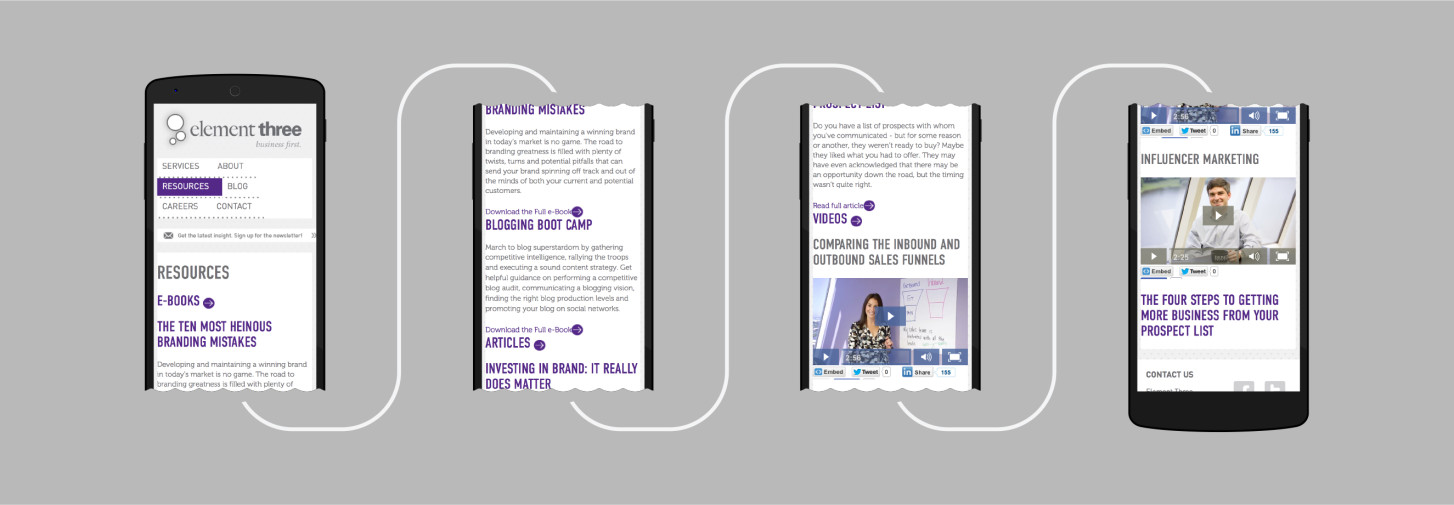 element three
business first.
SERVICES ABOUT
RESOURCES BLOG
CAREERS CONTACT
Get the latest insight. Sign up for the newsletter!
RESOURCES
E-BOOKS
THE TEN MOST HEINOUS
BRANDING MISTAKES
Developing and maintaining a winning brand
in today's market is no game. The road to
branding greatness is filled with plenty of
BRANDING MISTAKES
Developing and maintaining a winning brand
in today's market is no game. The road to
branding greatness is filled with plenty of
twists, turns and potential pitfalls that can
send your brand spinning off track and out of
the minds of both your current and potential
customers.
Download the Full e-Book
BLOGGING BOOT CAMP
March to blog superstardom by gathering
competitive intelligence, rallying the troops
and executing a sound content strategy. Get
helpful guidance on performing a competitive
blog audit, communicating a blogging vision,
finding the right blog production levels and
promoting your blog on social networks.
Download the Full e-Book
ARTICLES
INVESTING IN BRAND: IT REALLY
DOES MATTER
PROSPECT LIST
Do you have a list of prospects with whom
you've communicated - but for some reason
or another, they weren't ready to buy? Maybe
they liked what you had to offer. They may
have even acknowledged that there may be
an opportunity down the road, but the timing
wasn't quite right.
Read full article
VIDEOS
COMPARING THE INBOUND AND
OUTBOUND SALES FUNNELS
Outbound Inbound
2:56
Embed Tweet 0 in Share 155
2:56
Embed Tweet 0 in Share 155
INFLUENCER MARKETING
2:25
Embed Tweet 0
THE FOUR STEPS TO GETTING
MORE BUSINESS FROM YOUR
PROSPECT LIST
CONTACT US
Element Three